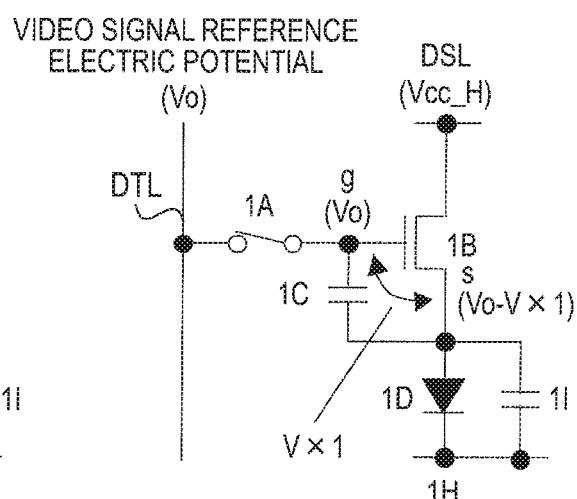 VIDEO SIGNAL REFERENCE
ELECTRIC POTENTIAL
(Vo)
DSL
(Vcc_H)
DTL
1A
g
(Vo)
1B
s
(Vo-V×1)
1C
1I
1D
1I
V×1
1H